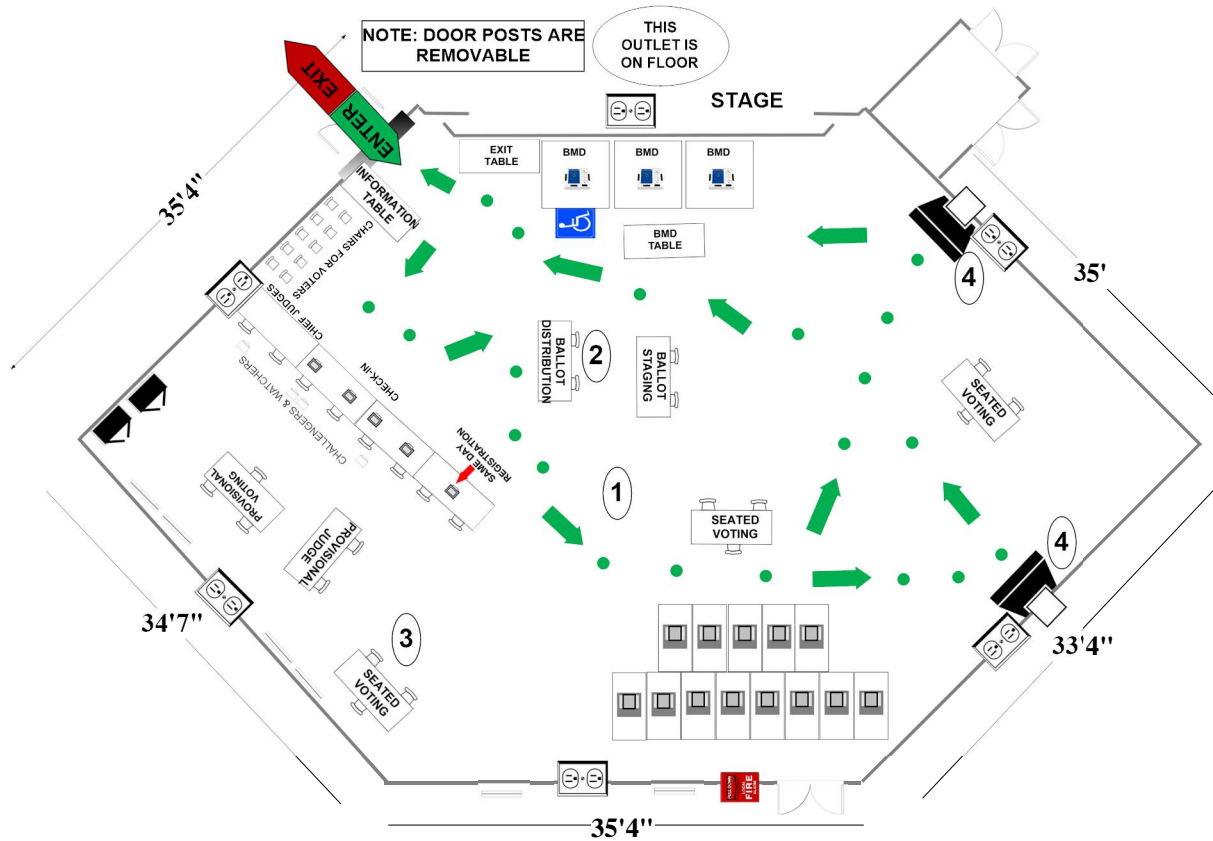 NOTE: DOOR POSTS ARE
REMOVABLE
THIS
OUTLET IS
ON FLOOR
STAGE
EXIT
ENTER
EXIT
TABLE
BMD
BMD
BMD
INFORMATION
TABLE
BMD
TABLE
35'4"
35'
CHAIRS FOR
VOTERS
CHIEF JUDGES
4
BALLOT
DISTRIBUTION
2
BALLOT
STAGING
CHECK-IN
CHALLENGERS & WATCHERS
SEATED
VOTING
SAME DAY
REGISTRATION
PROVISIONAL
VOTING
1
SEATED
VOTING
PROVISIONAL
JUDGE
4
34'7"
3
33'4"
SEATED
VOTING
FIRE
35'4"